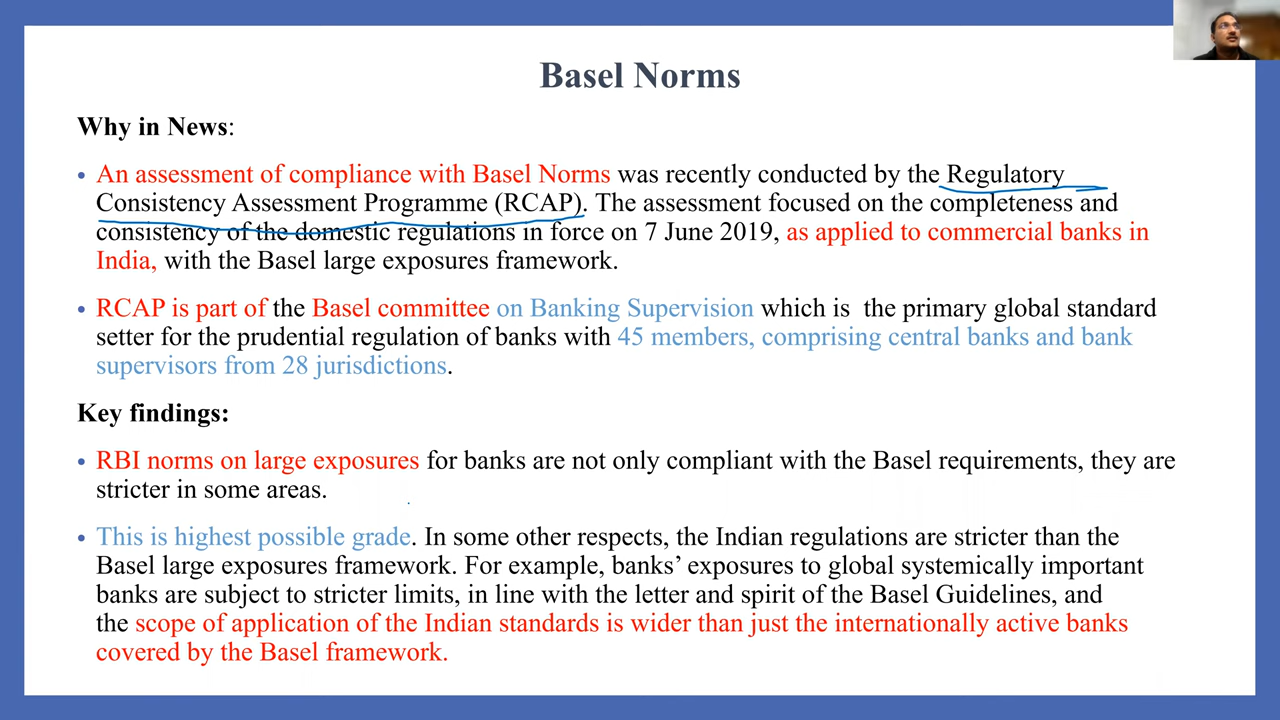 Basel Norms
Why in News:
• An assessment of compliance with Basel Norms was recently conducted by the Regulatory
Consistency Assessment Programme (RCAP). The assessment focused on the completeness and
consistency of the domestic regulations in force on 7 June 2019, as applied to commercial banks in
India, with the Basel large exposures framework.
• RCAP is part of the Basel committee on Banking Supervision which is the primary global standard
setter for the prudential regulation of banks with 45 members, comprising central banks and bank
supervisors from 28 jurisdictions.
Key findings:
• RBI norms on large exposures for banks are not only compliant with the Basel requirements, they are
stricter in some areas.
• This is highest possible grade. In some other respects, the Indian regulations are stricter than the
Basel large exposures framework. For example, banks’ exposures to global systemically important
banks are subject to stricter limits, in line with the letter and spirit of the Basel Guidelines, and
the scope of application of the Indian standards is wider than just the internationally active banks
covered by the Basel framework.